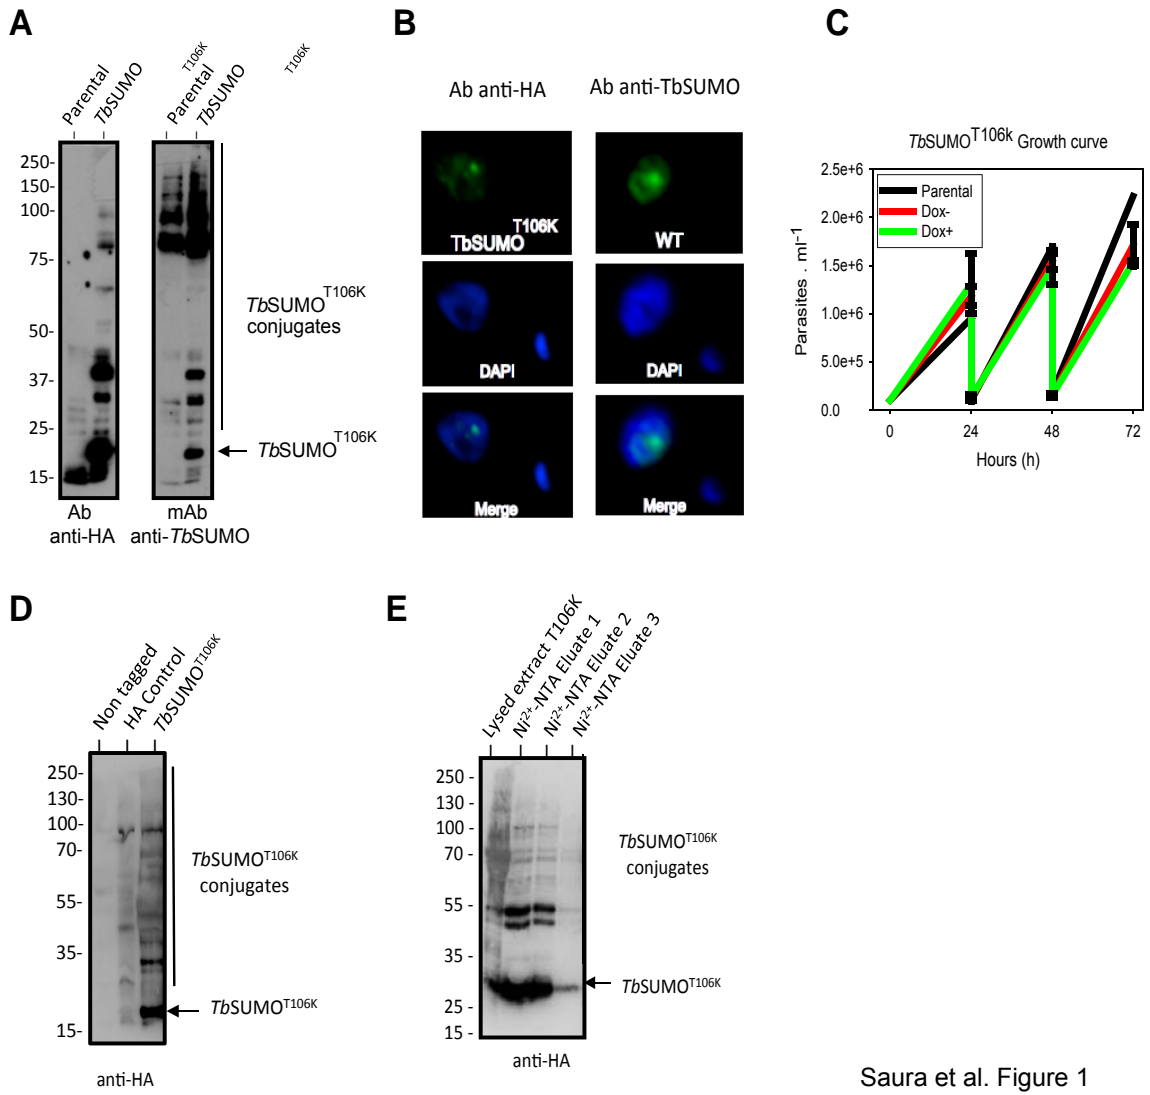 A
Parental
TbSUMO T106K
Parental
TbSUMO T106K
250-
150-
100-
75-
50-
37-
25-
15-
TbSUMO T106K
conjugates
TbSUMO T106K
Ab
anti-HA
mAb
anti-TbSUMO
B
Ab anti-HA
Ab anti-TbSUMO
TbSUMO T106K
WT
DAPI
DAPI
Merge
Merge
C
TbSUMO T106k Growth curve
Parental
Dox-
Dox+
2.5e+6
2.0e+6
1.5e+6
1.0e+6
5.0e+5
0.0
Parasites . ml-1
0 24 48 72
Hours (h)
D
Non tagged
HA Control
TbSUMO T106K
250-
130-
100-
70-
55-
35-
15-
TbSUMO T106K
conjugates
TbSUMO T106K
anti-HA
E
Lysed extract T106K
Ni2+-NTA Eluate 1
Ni2+-NTA Eluate 2
Ni2+-NTA Eluate 3
250 -
130 -
100 -
70 -
55 -
35 -
25 -
15 -
TbSUMO T106K
conjugates
TbSUMO T106K
anti-HA
Saura et al. Figure 1